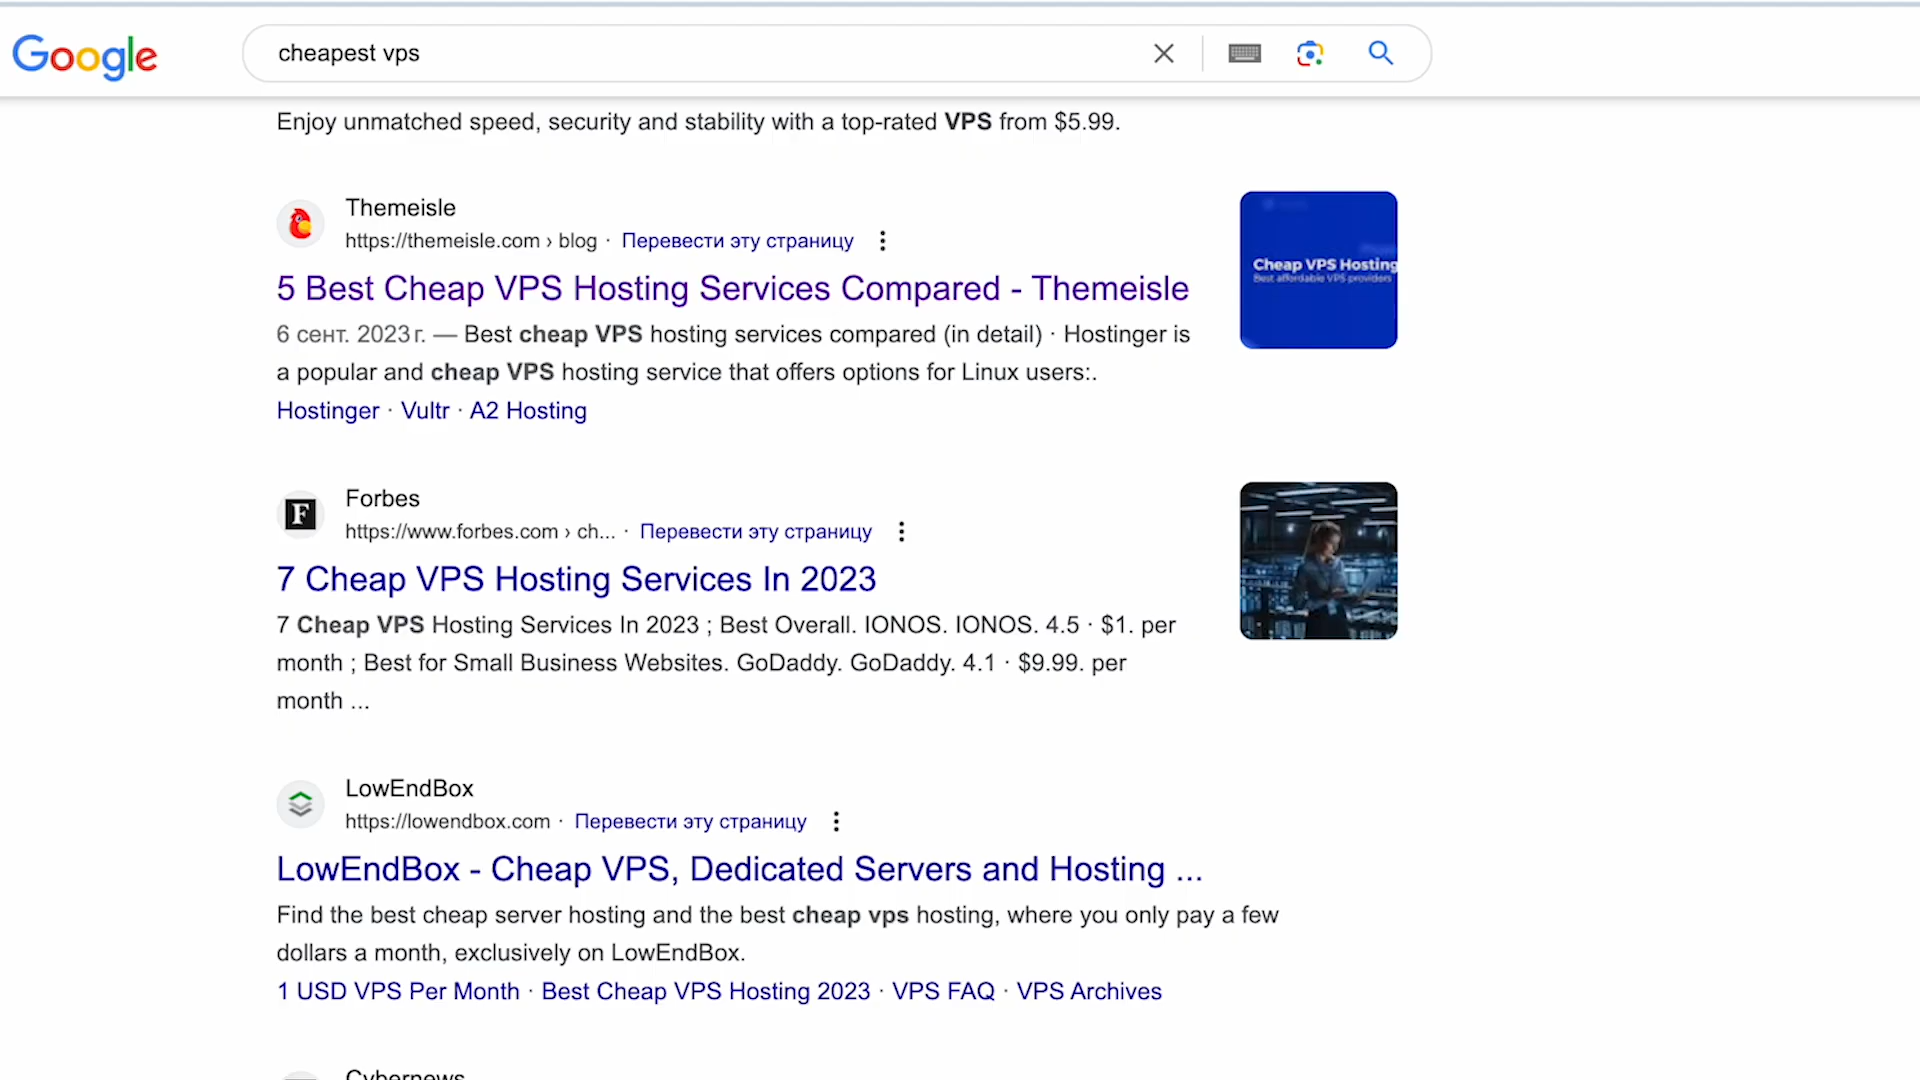 Google
cheapest vps
Enjoy unmatched speed, security and stability with a top-rated VPS from $5.99.
Themeisle
https://themeisle.com › blog · Перевести эту страницу
5 Best Cheap VPS Hosting Services Compared - Themeisle
6 сент. 2023 г. — Best cheap VPS hosting services compared (in detail) · Hostinger is
a popular and cheap VPS hosting service that offers options for Linux users:.
Hostinger · Vultr · A2 Hosting
Cheap VPS Hosting
Best affordable VPS providers
Forbes
F
https://www.forbes.com › ch... · Перевести эту страницу
7 Cheap VPS Hosting Services In 2023
7 Cheap VPS Hosting Services In 2023 ; Best Overall. IONOS. IONOS. 4.5 · $1. per
month ; Best for Small Business Websites. GoDaddy. GoDaddy. 4.1 · $9.99. per
month ...
LowEndBox
https://lowendbox.com · Перевести эту страницу
LowEndBox - Cheap VPS, Dedicated Servers and Hosting ...
Find the best cheap server hosting and the best cheap vps hosting, where you only pay a few
dollars a month, exclusively on LowEndBox.
1 USD VPS Per Month · Best Cheap VPS Hosting 2023 · VPS FAQ · VPS Archives
Cybernews